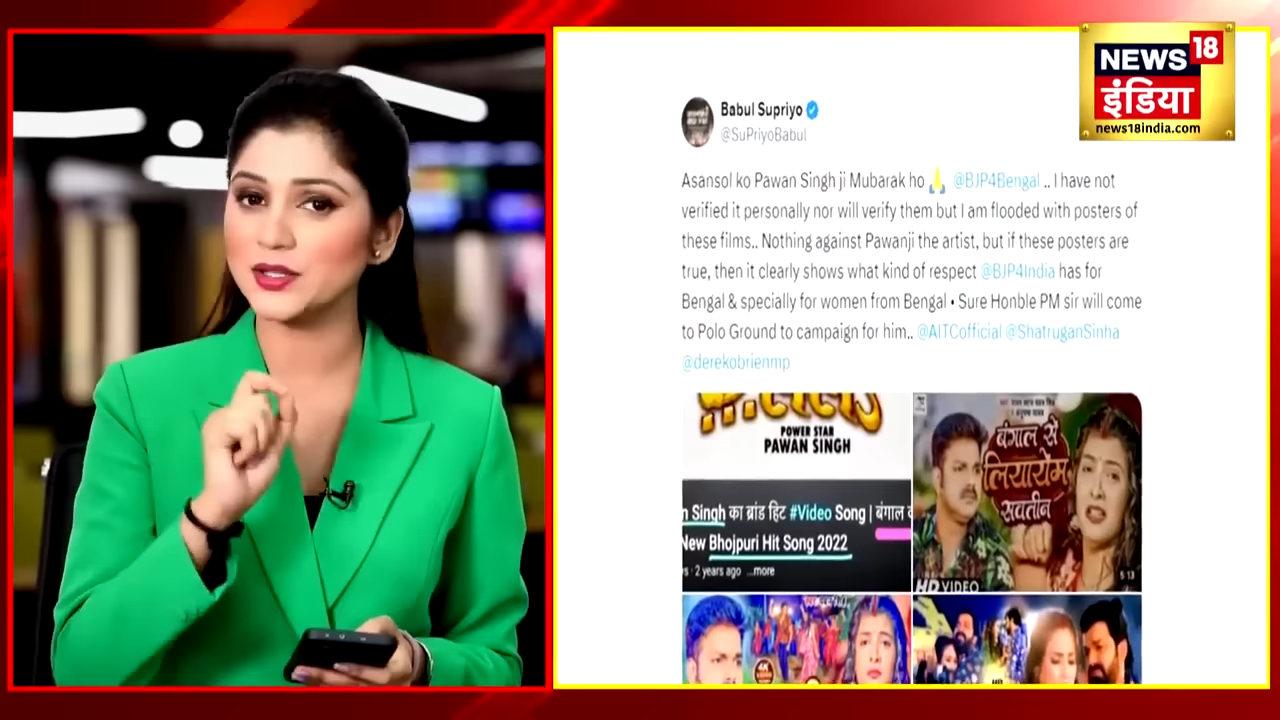 NEWS 18
इंडिया
news18india.com
Babul Supriyo
@SuPriyoBabul
Asansol ko Pawan Singh ji Mubarak ho 🙏 @BJP4Bengal .. I have not
verified it personally nor will verify them but I am flooded with posters of
these films.. Nothing against Pawanji the artist, but if these posters are
true, then it clearly shows what kind of respect @BJP4India has for
Bengal & specially for women from Bengal • Sure Honble PM sir will come
to Polo Ground to campaign for him.. @AITCofficial @ShatruganSinha
@derekobrienmp
POWER STAR
PAWAN SINGH
n Singh का ब्रांड हिट #Video Song | बंगाल
New Bhojpuri Hit Song 2022
s · 2 years ago ...more
बंगाल से
लियायेम
सवतीन
HD VIDEO
5:13
4K